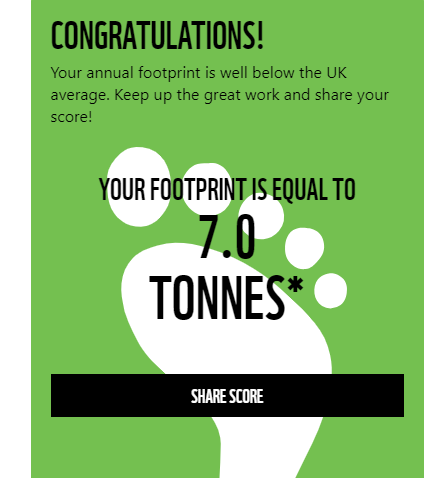 CONGRATULATIONS!
Your annual footprint is well below the UK
average. Keep up the great work and share your
score!
YOUR FOOTPRINT IS EQUAL TO
7.0
TONNES*
SHARE SCORE